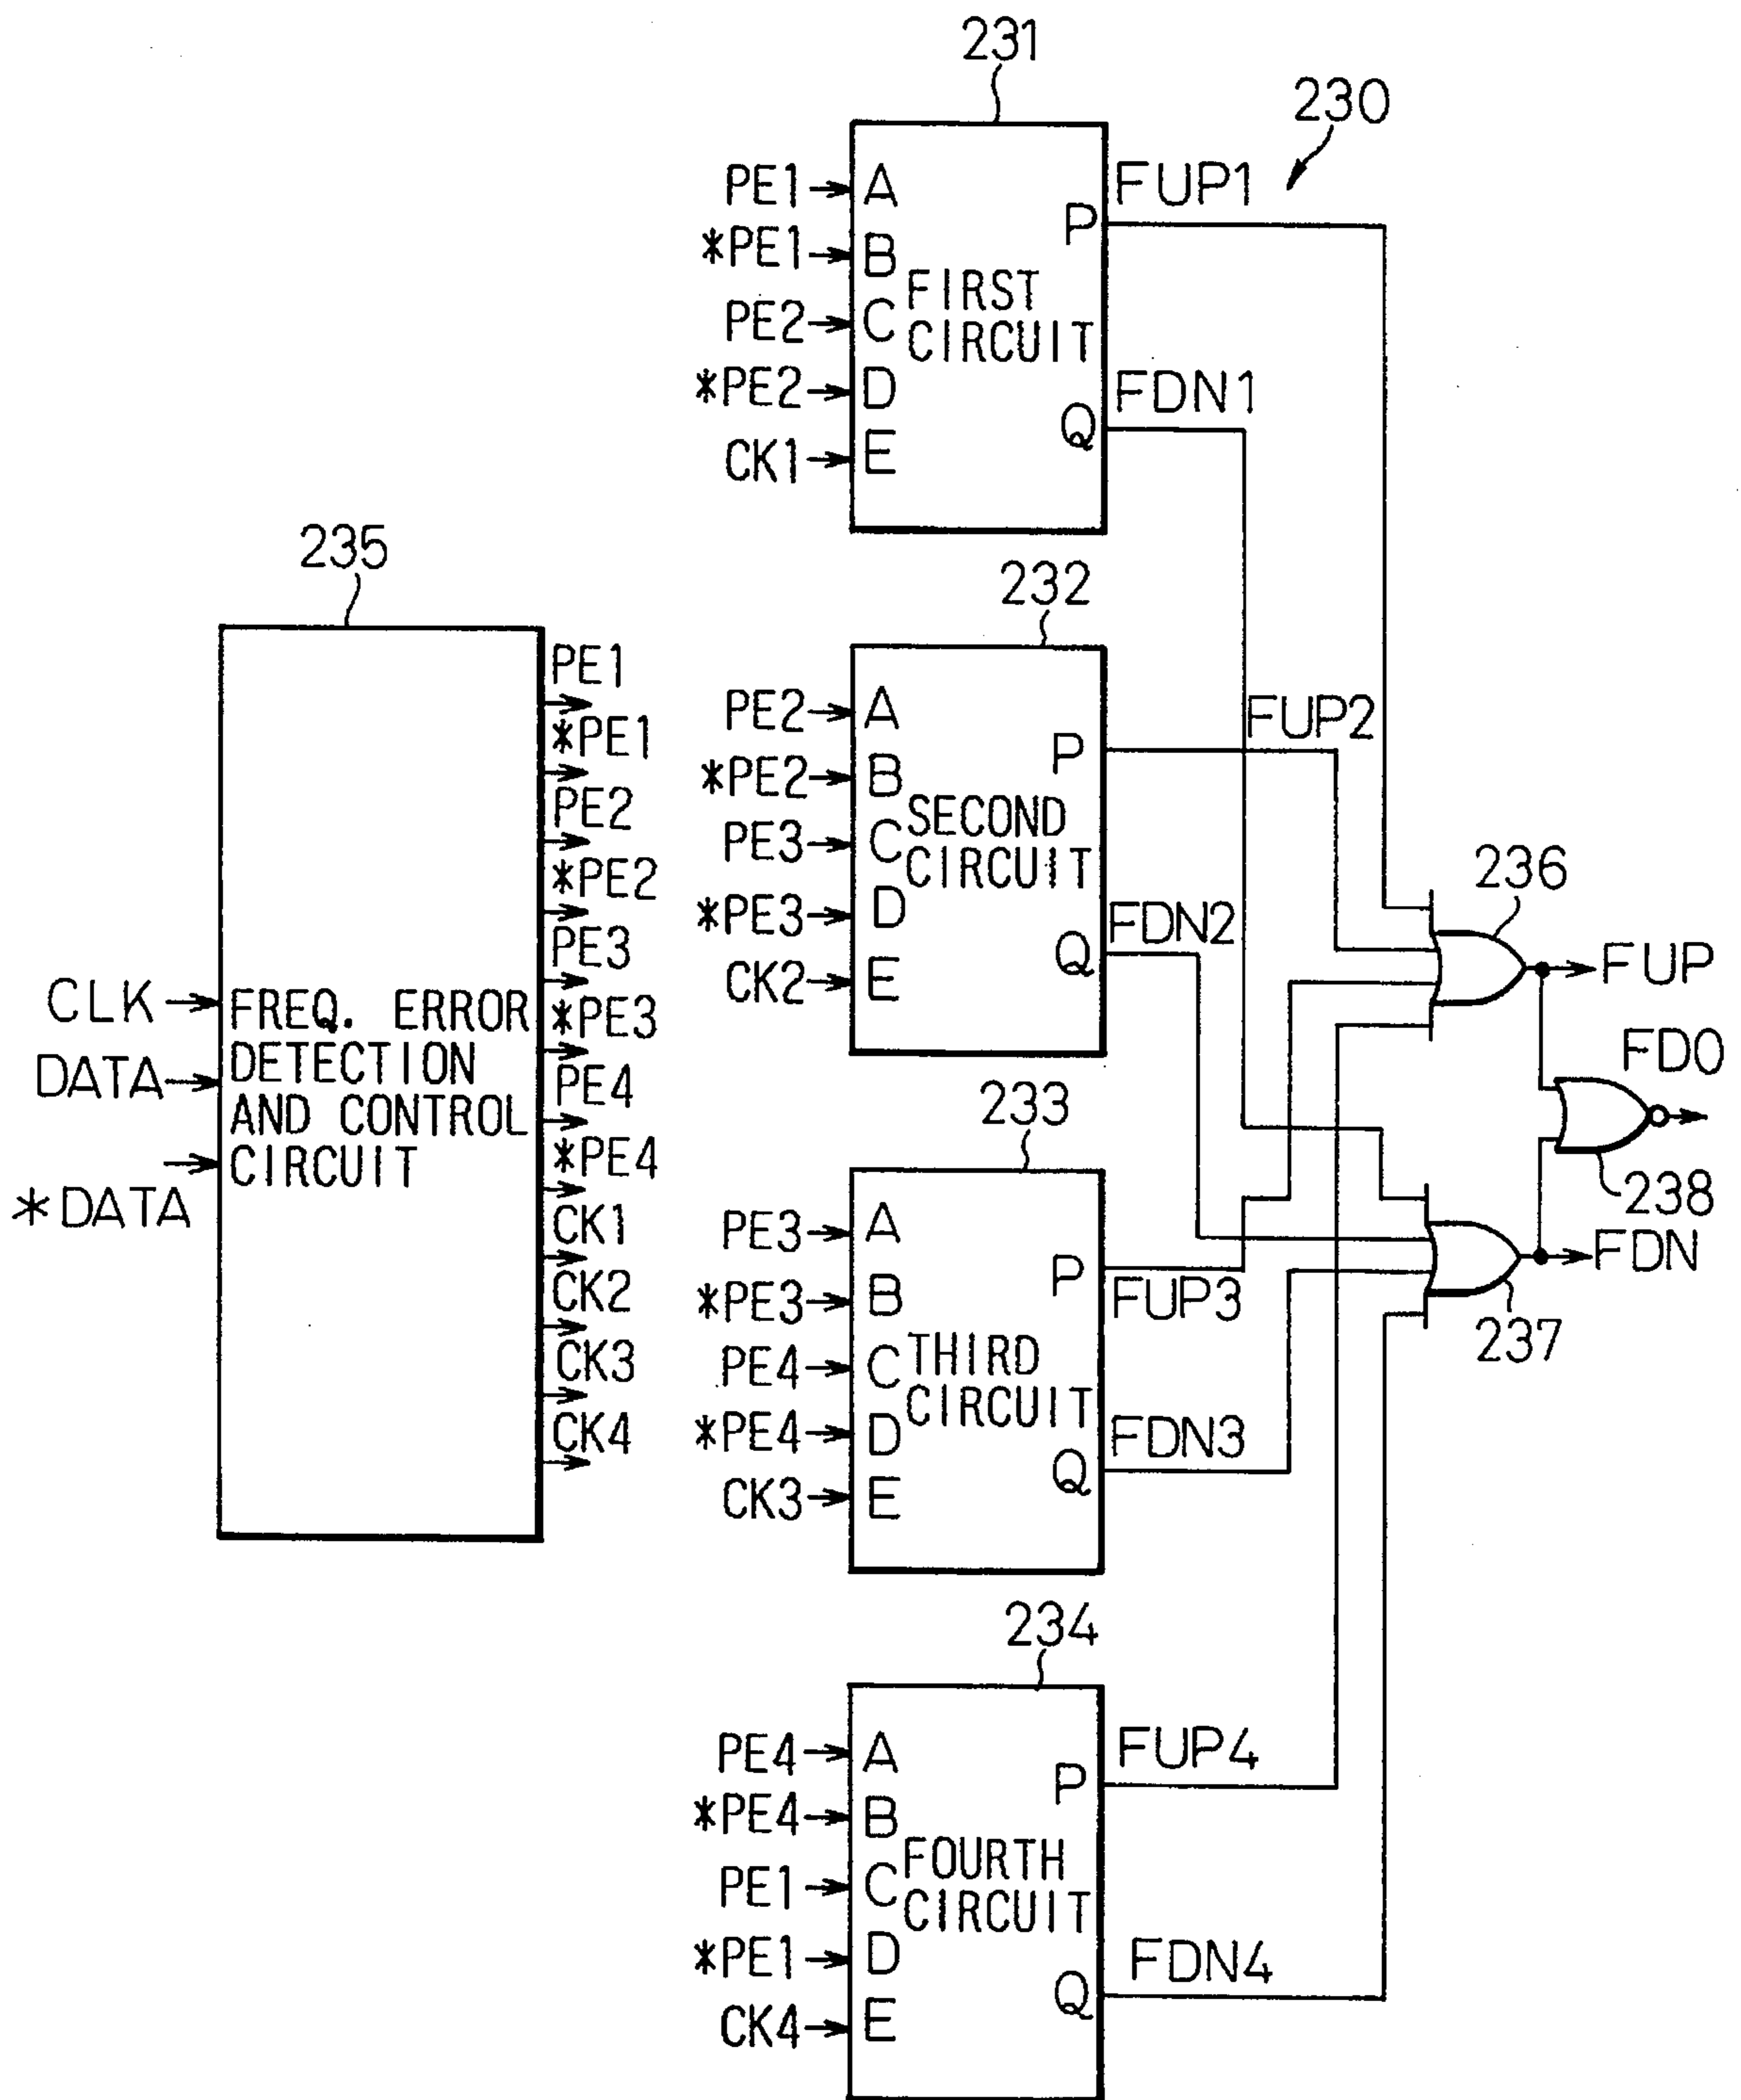 231
230
PE1
*PE1
PE2
*PE2
CK1
A
B
C
D
E
FIRST
CIRCUIT
P
Q
FUP1
FDN1
235
CLK
DATA
*DATA
FREQ. ERROR
DETECTION
AND CONTROL
CIRCUIT
PE1
*PE1
PE2
*PE2
PE3
*PE3
PE4
*PE4
CK1
CK2
CK3
CK4
232
PE2
*PE2
PE3
*PE3
CK2
A
B
C
D
E
SECOND
CIRCUIT
P
Q
FUP2
FDN2
236
FUP
FD0
238
FDN
237
233
PE3
*PE3
PE4
*PE4
CK3
A
B
C
D
E
THIRD
CIRCUIT
P
Q
FUP3
FDN3
234
PE4
*PE4
PE1
*PE1
CK4
A
B
C
D
E
FOURTH
CIRCUIT
P
Q
FUP4
FDN4